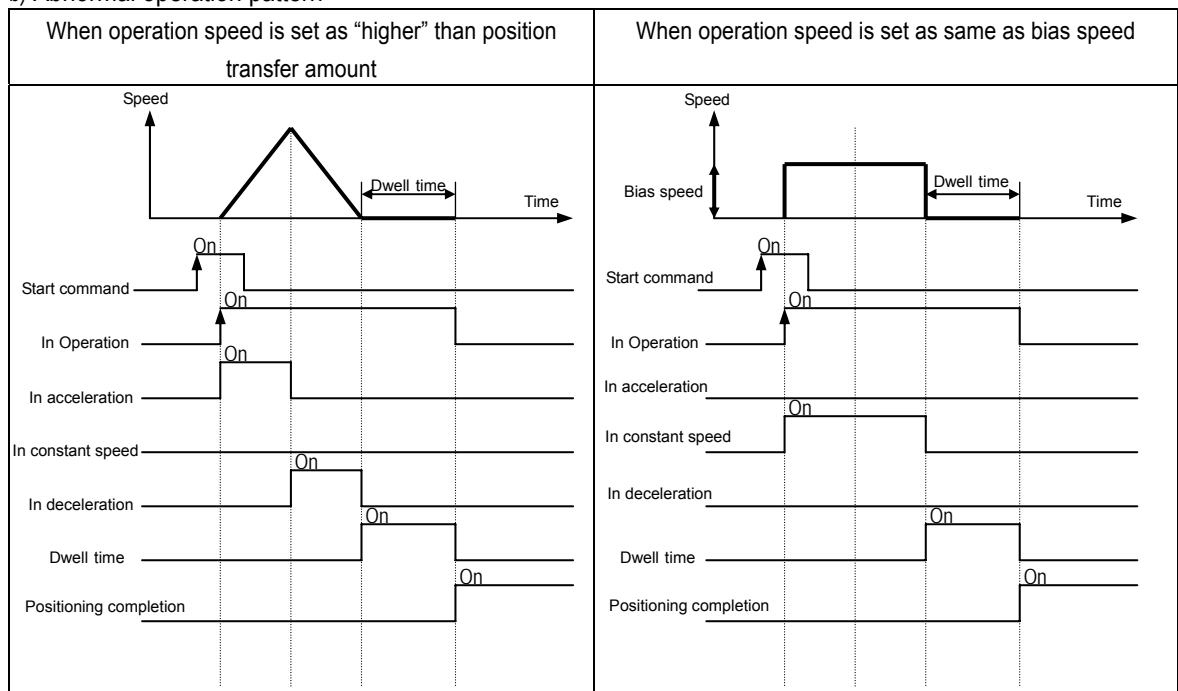 b) Abnormal operation pattern
When operation speed is set as “higher” than position
transfer amount
When operation speed is set as same as bias speed
Speed
Dwell time
Time
On
Start command
On
In Operation
On
In acceleration
In constant speed
On
In deceleration
On
Dwell time
On
Positioning completion
Speed
Bias speed
Dwell time
Time
On
Start command
On
In Operation
In acceleration
On
In constant speed
In deceleration
On
Dwell time
On
Positioning completion